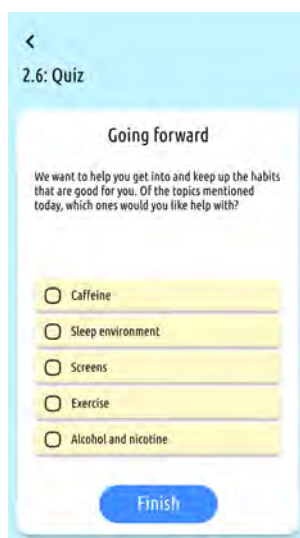 2.6: Quiz
Going forward
We want to help you get into and keep up the habits
that are good for you. Of the topics mentioned
today, which ones would you like help with?
Caffeine
Sleep environment
Screens
Exercise
Alcohol and nicotine
Finish